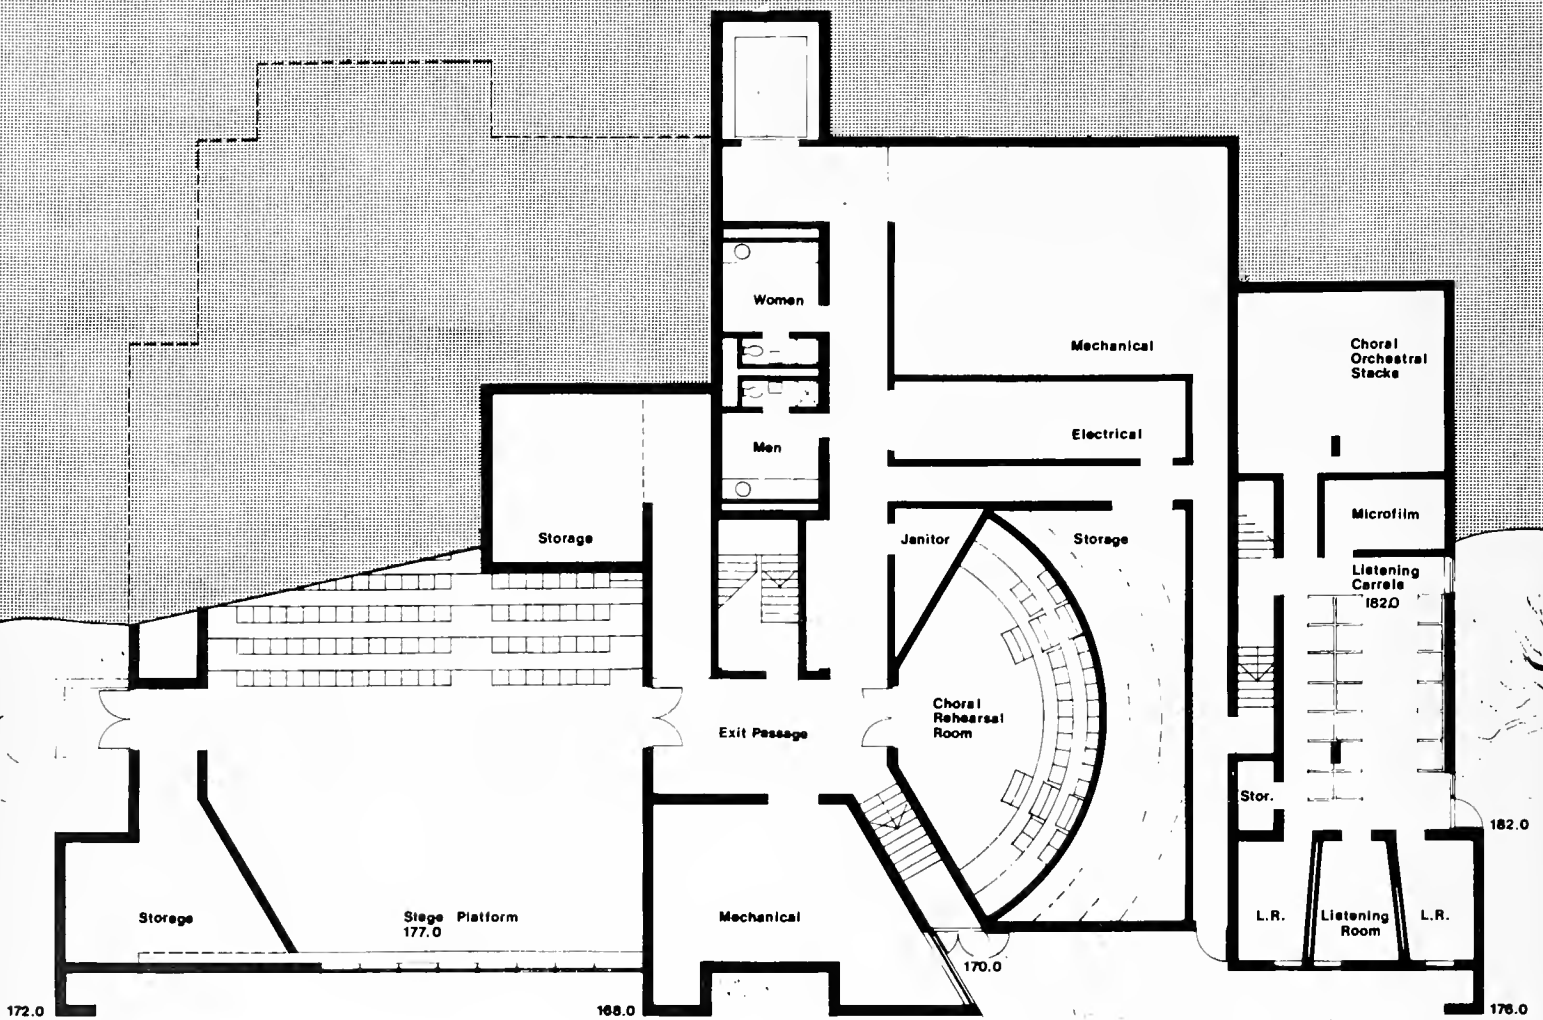 Women
Mechanical
Choral
Orchestral
Stacks
Electrical
Men
Microfilm
Storage
Janitor
Storage
Listening
Carrels
182.0
Choral
Rehearsal
Room
Exit Passage
Stor.
182.0
Storage
Stage Platform
177.0
Mechanical
L.R.
Listening
Room
L.R.
170.0
172.0
168.0
176.0